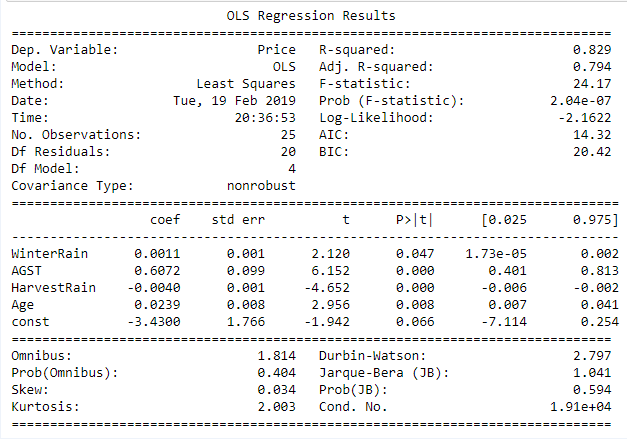 OLS Regression Results
==============================================================================
Dep. Variable:                  Price   R-squared:                       0.829
Model:                            OLS   Adj. R-squared:                  0.794
Method:                 Least Squares   F-statistic:                     24.17
Date:                Tue, 19 Feb 2019   Prob (F-statistic):           2.04e-07
Time:                        20:36:53   Log-Likelihood:                -2.1622
No. Observations:                  25   AIC:                             14.32
Df Residuals:                      20   BIC:                             20.42
Df Model:                           4
Covariance Type:            nonrobust
===============================================================================
                  coef    std err          t      P>|t|      [0.025      0.975]
-------------------------------------------------------------------------------
WinterRain      0.0011      0.001      2.120      0.047    1.73e-05       0.002
AGST            0.6072      0.099      6.152      0.000       0.401       0.813
HarvestRain    -0.0040      0.001     -4.652      0.000      -0.006      -0.002
Age             0.0239      0.008      2.956      0.008       0.007       0.041
const          -3.4300      1.766     -1.942      0.066      -7.114       0.254
==============================================================================
Omnibus:                        1.814   Durbin-Watson:                   2.797
Prob(Omnibus):                  0.404   Jarque-Bera (JB):                1.041
Skew:                           0.034   Prob(JB):                        0.594
Kurtosis:                       2.003   Cond. No.                     1.91e+04
==============================================================================